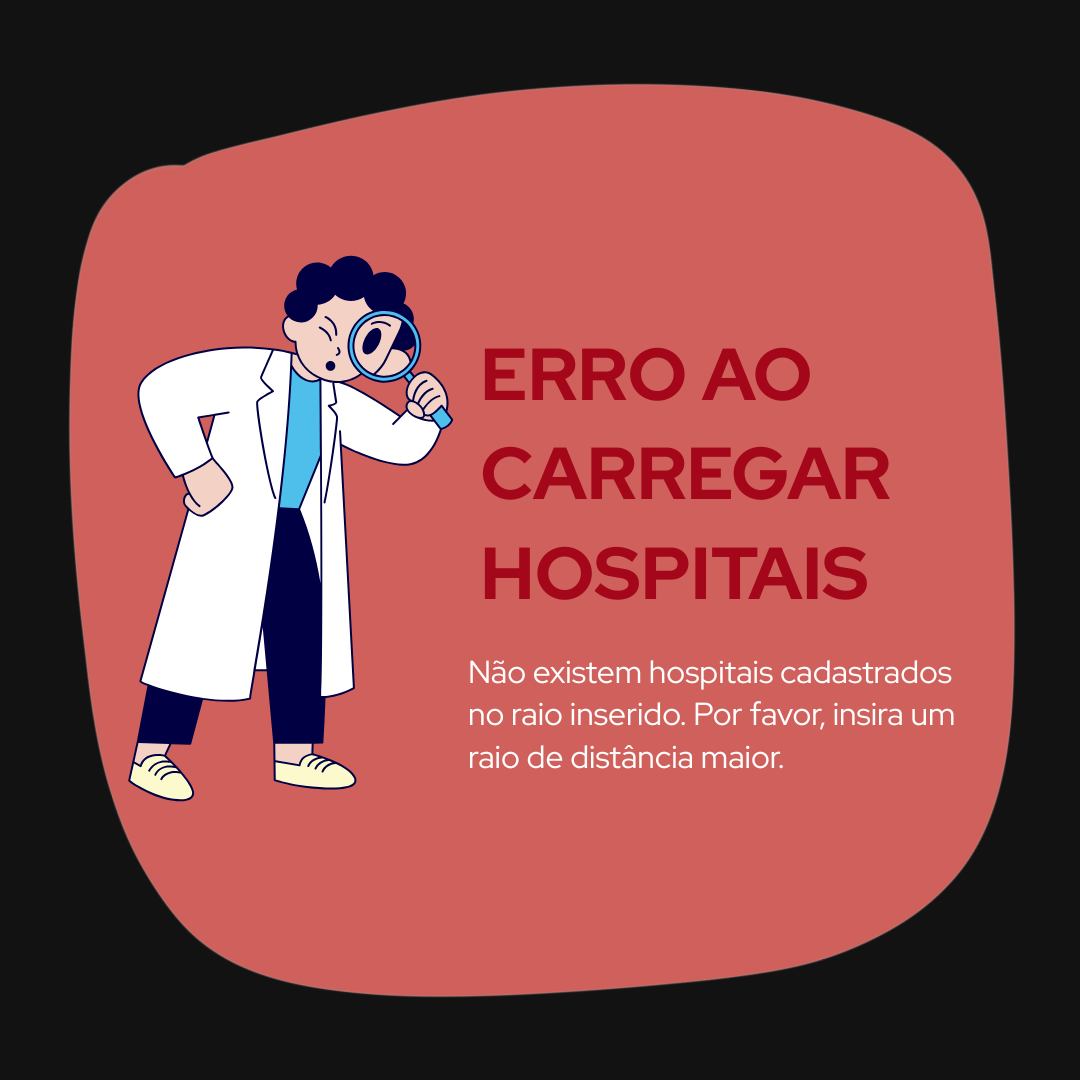 ERRO AO
CARREGAR
HOSPITAIS
Não existem hospitais cadastrados
no raio inserido. Por favor, insira um
raio de distância maior.